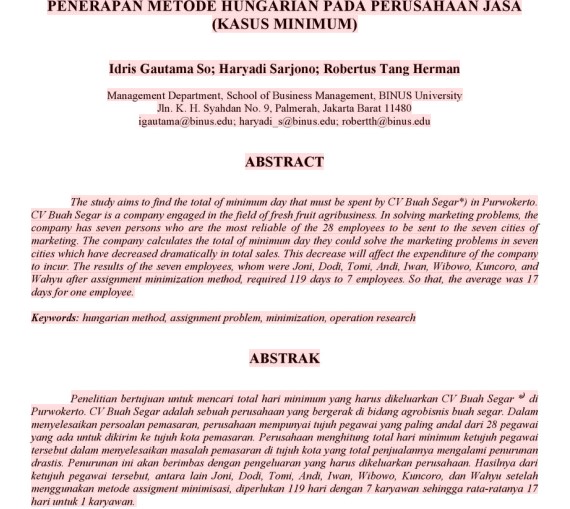 PENERAPAN METODE HUNGARIAN PADA PERUSAHAAN JASA
(KASUS MINIMUM)
Idris Gautama So; Haryadi Sarjono; Robertus Tang Herman
Management Department, School of Business Management, BINUS University
Jln. K. H. Syahdan No. 9, Palmerah, Jakarta Barat 11480
igautama@binus.edu; haryadi_s@binus.edu; robertth@binus.edu
ABSTRACT
The study aims to find the total of minimum day that must be spent by CV Buah Segar*) in Purwokerto.
CV Buah Segar is a company engaged in the field of fresh fruit agribusiness. In solving marketing problems, the
company has seven persons who are the most reliable of the 28 employees to be sent to the seven cities of
marketing. The company calculates the total of minimum day they could solve the marketing problems in seven
cities which have decreased dramatically in total sales. This decrease will affect the expenditure of the company
to incur. The results of the seven employees, whom were Joni, Dodi, Tomi, Andi, Iwan, Wibowo, Kuncoro, and
Wahyu after assignment minimization method, required 119 days to 7 employees. So that, the average was 17
days for one employee.
Keywords: hungarian method, assignment problem, minimization, operation research
ABSTRAK
Penelitian bertujuan untuk mencari total hari minimum yang harus dikeluarkan CV Buah Segar *) di
Purwokerto. CV Buah Segar adalah sebuah perusahaan yang bergerak di bidang agrobisnis buah segar. Dalam
menyelesaikan persoalan pemasaran, perusahaan mempunyai tujuh pegawai yang paling andal dari 28 pegawai
yang ada untuk dikirim ke tujuh kota pemasaran. Perusahaan menghitung total hari minimum ketujuh pegawai
tersebut dalam menyelesaikan masalah pemasaran di tujuh kota yang total penjualannya mengalami penurunan
drastis. Penurunan ini akan berimbas dengan pengeluaran yang harus dikeluarkan perusahaan. Hasilnya dari
ketujuh pegawai tersebut, antara lain Joni, Dodi, Tomi, Andi, Iwan, Wibowo, Kuncoro, dan Wahyu setelah
menggunakan metode assigment minimisasi, diperlukan 119 hari dengan 7 karyawan sehingga rata-ratanya 17
hari untuk 1 karyawan.